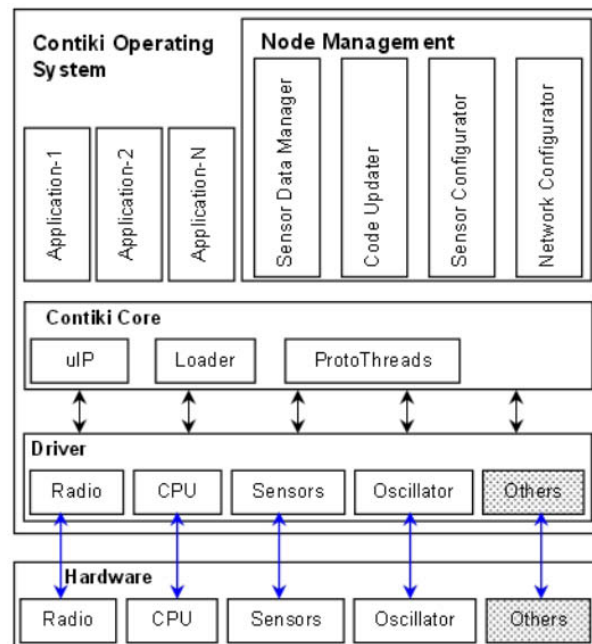 Contiki Operating
System
Node Management
Application-1
Application-2
Application-N
Sensor Data Manager
Code Updater
Sensor Configurator
Network Configurator
Contiki Core
uIP
Loader
ProtoThreads
Driver
Radio
CPU
Sensors
Oscillator
Others
Hardware
Radio
CPU
Sensors
Oscillator
Others